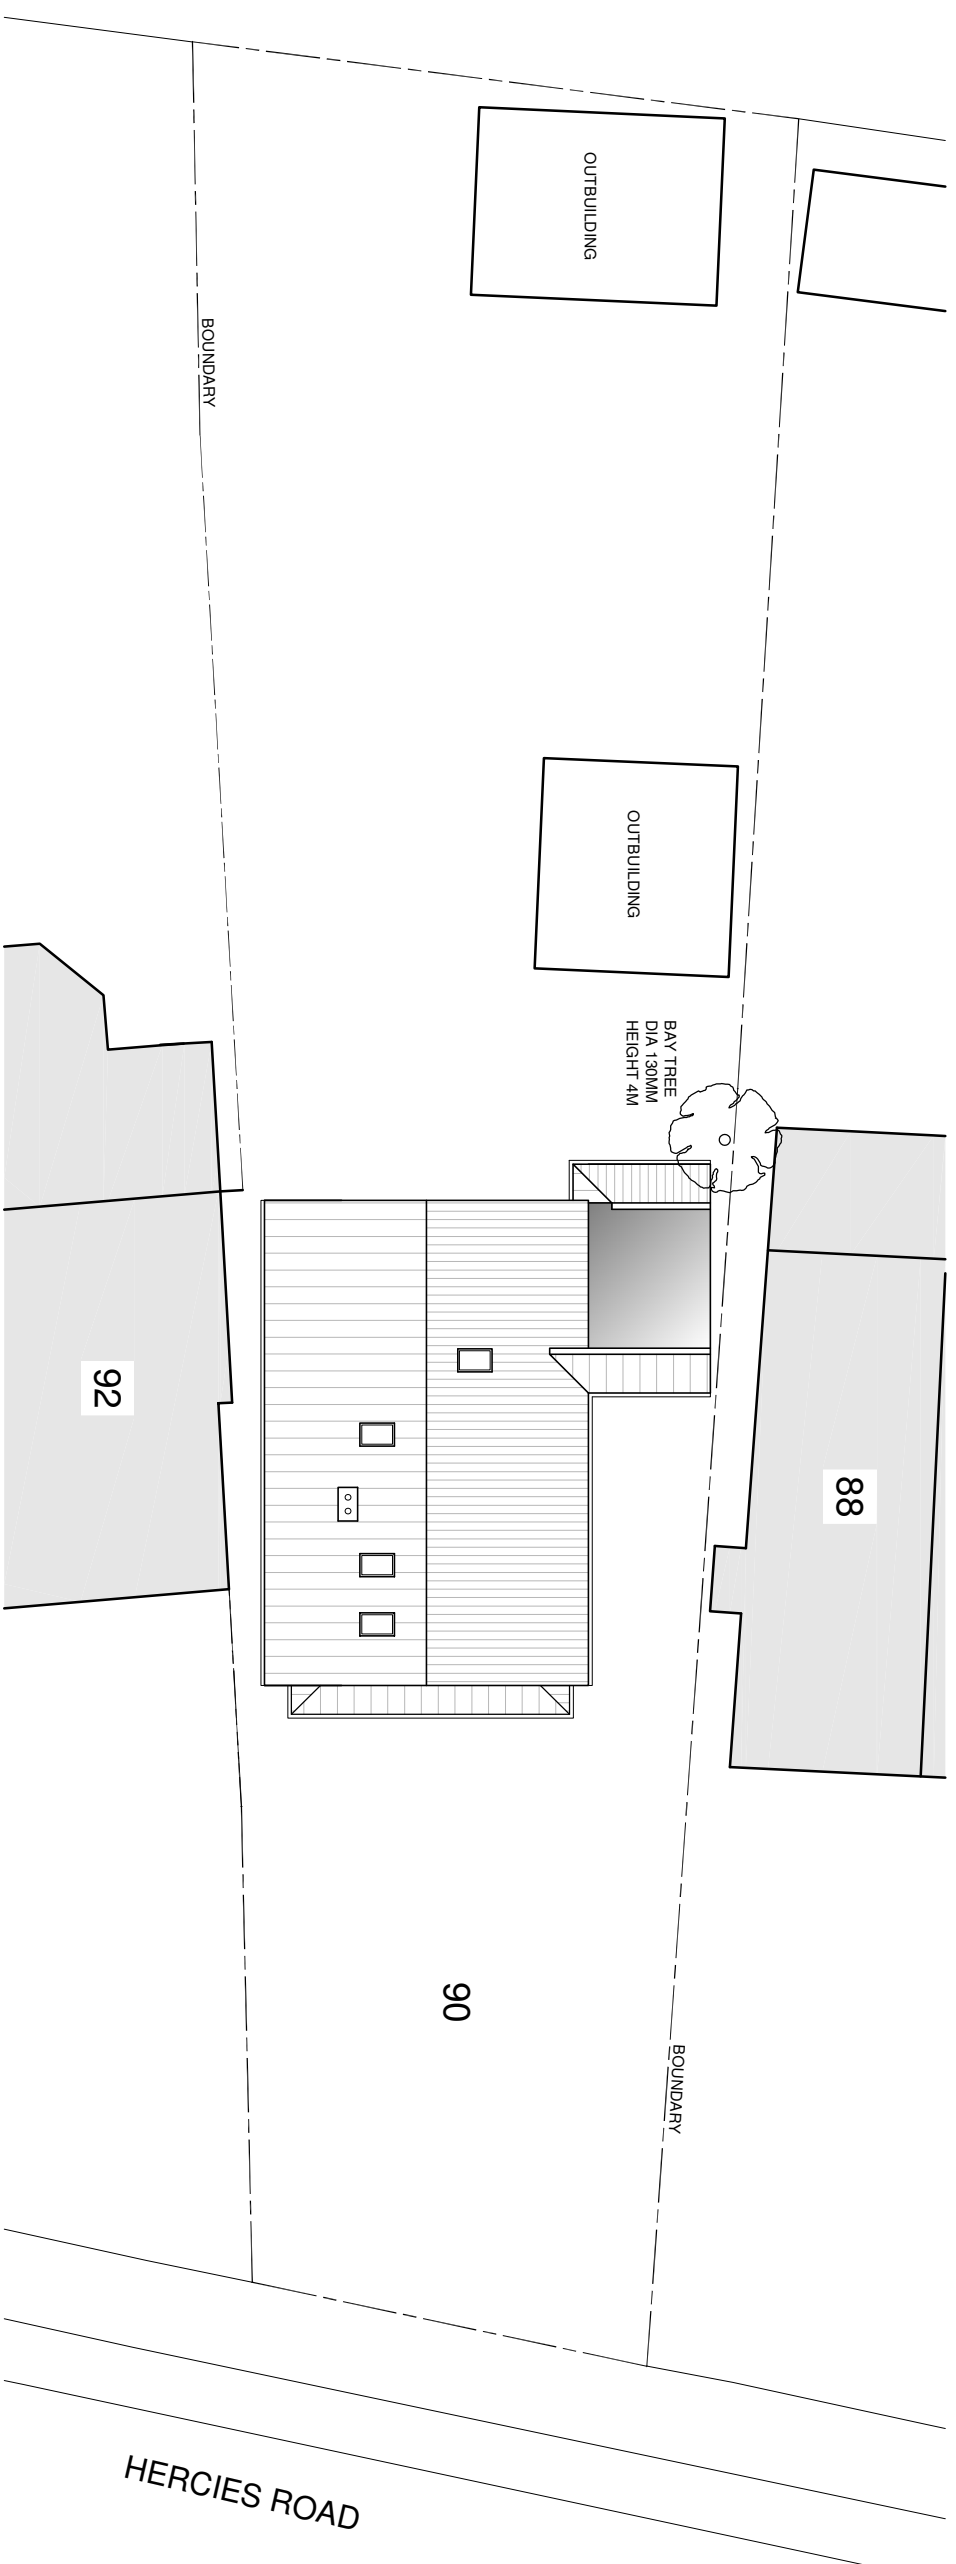 OUTBUILDING
BOUNDARY
OUTBUILDING
BAY TREE
DIA 130MM
HEIGHT 4M
92
88
90
BOUNDARY
HERCIES ROAD